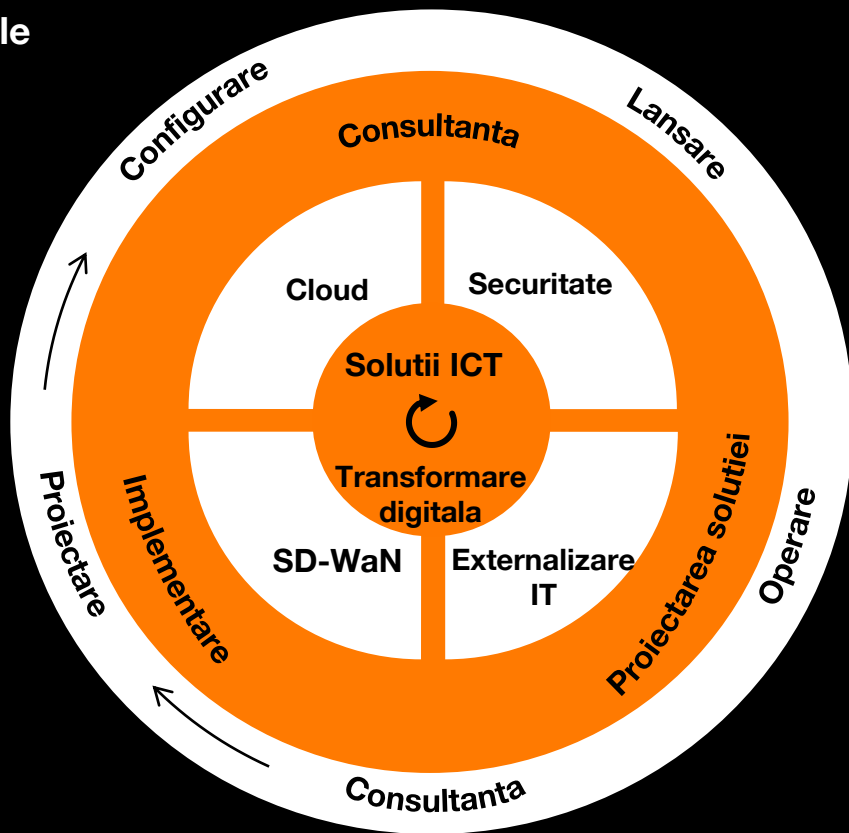 le
Configurare
Lansare
Consultanta
Cloud
Securitate
Solutii ICT
Transformare
digitala
SD-WaN
Externalizare
IT
Implementare
Proiectarea solutiei
Proiectare
Operare
Consultanta